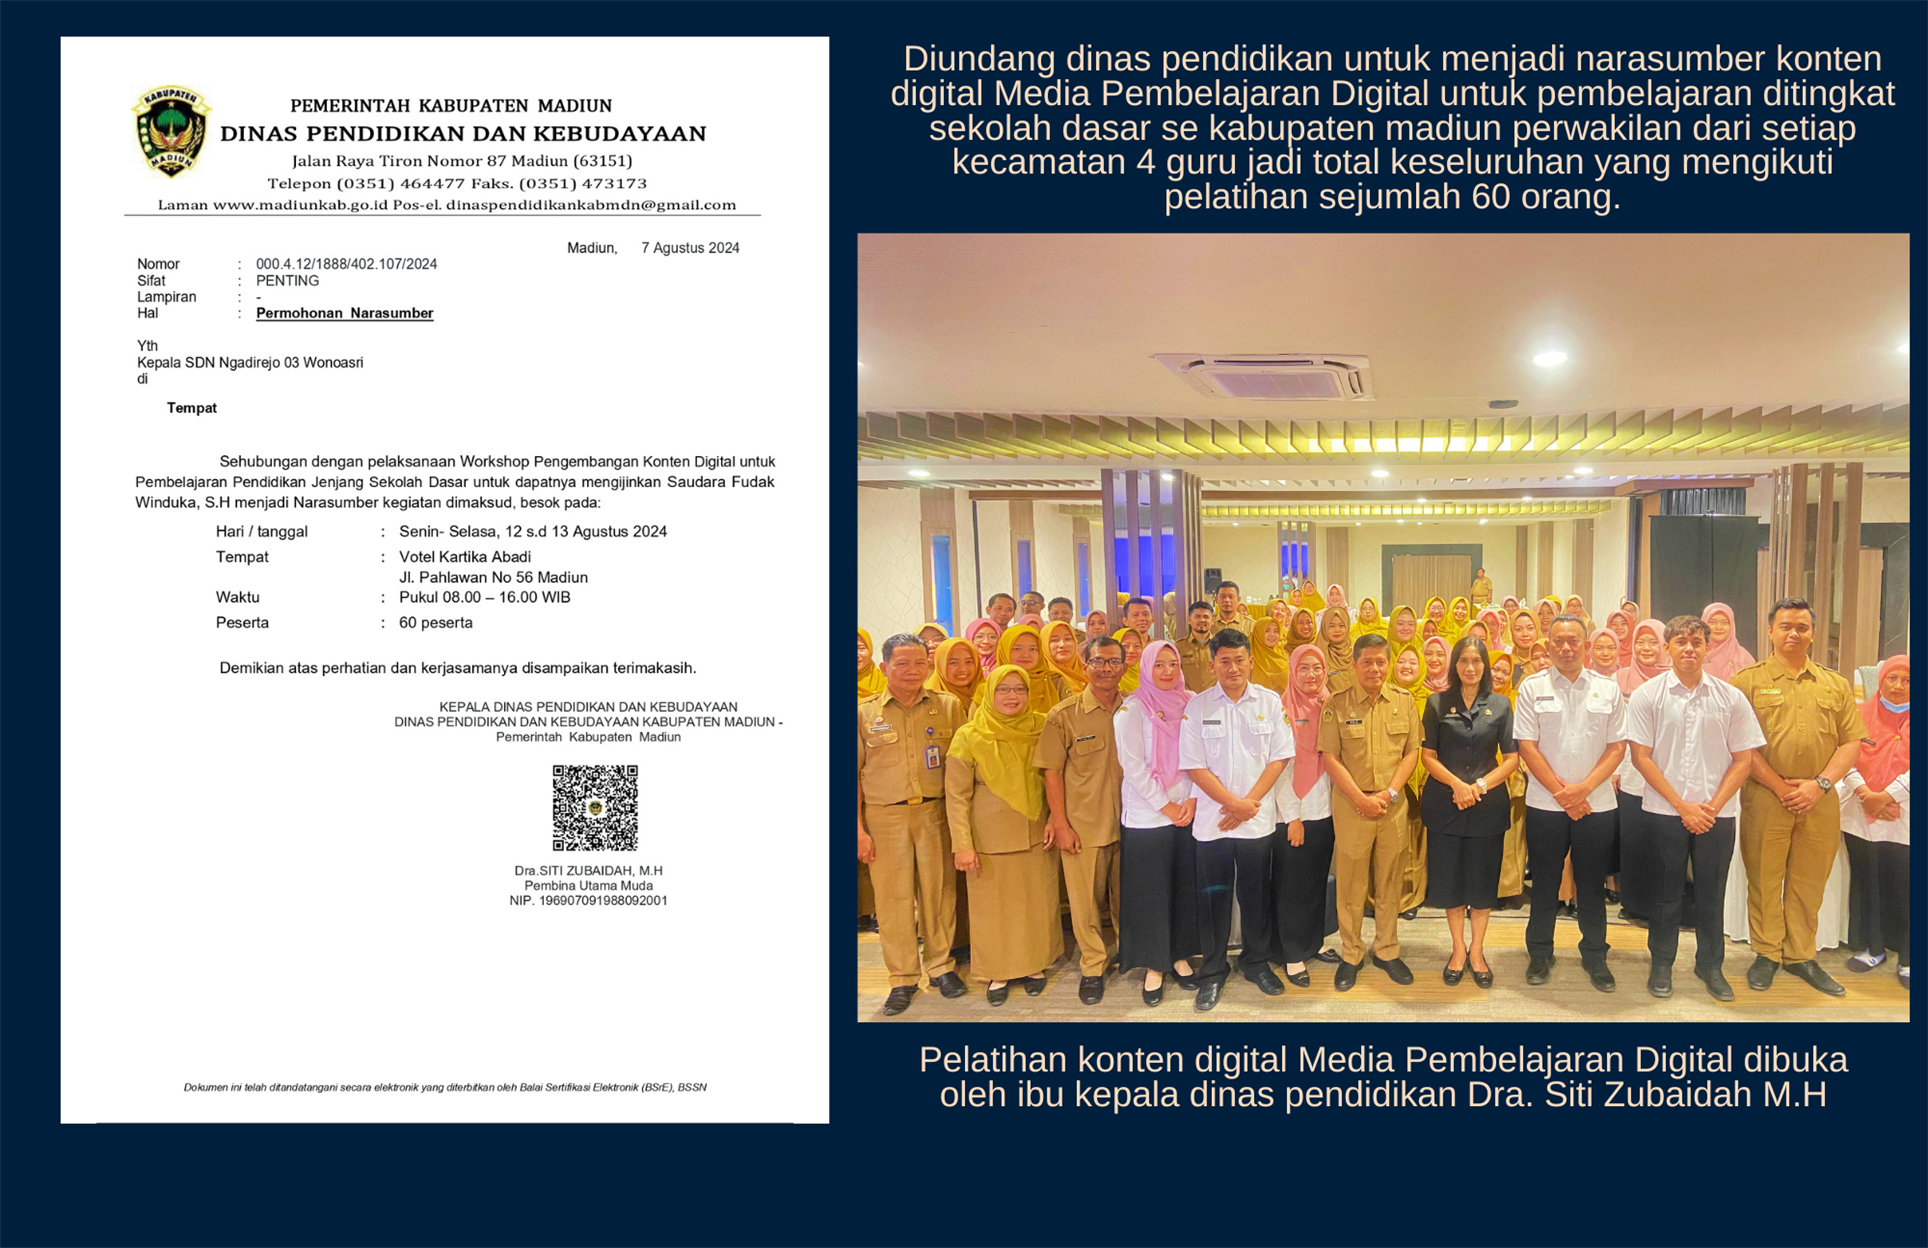 KABUPATEN
MADIUN
PEMERINTAH KABUPATEN MADIUN
DINAS PENDIDIKAN DAN KEBUDAYAAN
Jalan Raya Tiron Nomor 87 Madiun (63151)
Telepon (0351) 464477 Faks. (0351) 473173
Laman www.madiunkab.go.id Pos-el. dinaspendidikankabmdn@gmail.com
Madiun, 7 Agustus 2024
Nomor : 000.4.12/1888/402.107/2024
Sifat : PENTING
Lampiran : -
Hal : Permohonan Narasumber
Yth
Kepala SDN Ngadirejo 03 Wonoasri
di
Tempat
Sehubungan dengan pelaksanaan Workshop Pengembangan Konten Digital untuk
Pembelajaran Pendidikan Jenjang Sekolah Dasar untuk dapatnya mengijinkan Saudara Fudak
Winduka, S.H menjadi Narasumber kegiatan dimaksud, besok pada:
Hari / tanggal : Senin- Selasa, 12 s.d 13 Agustus 2024
Tempat : Votel Kartika Abadi
Jl. Pahlawan No 56 Madiun
Waktu : Pukul 08.00 – 16.00 WIB
Peserta : 60 peserta
Demikian atas perhatian dan kerjasamanya disampaikan terimakasih.
KEPALA DINAS PENDIDIKAN DAN KEBUDAYAAN
DINAS PENDIDIKAN DAN KEBUDAYAAN KABUPATEN MADIUN -
Pemerintah Kabupaten Madiun
Dra.SITI ZUBAIDAH, M.H
Pembina Utama Muda
NIP. 196907091988092001
Dokumen ini telah ditandatangani secara elektronik yang diterbitkan oleh Balai Sertifikasi Elektronik (BSrE), BSSN
Diundang dinas pendidikan untuk menjadi narasumber konten
digital Media Pembelajaran Digital untuk pembelajaran ditingkat
sekolah dasar se kabupaten madiun perwakilan dari setiap
kecamatan 4 guru jadi total keseluruhan yang mengikuti
pelatihan sejumlah 60 orang.
Pelatihan konten digital Media Pembelajaran Digital dibuka
oleh ibu kepala dinas pendidikan Dra. Siti Zubaidah M.H